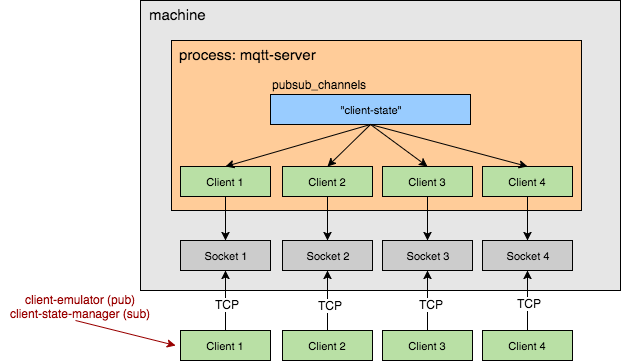 machine
process: mqtt-server
pubsub_channels
"client-state"
Client 1 Client 2 Client 3 Client 4
Socket 1 Socket 2 Socket 3 Socket 4
TCP TCP TCP TCP
client-emulator (pub)
client-state-manager (sub)
Client 1 Client 2 Client 3 Client 4